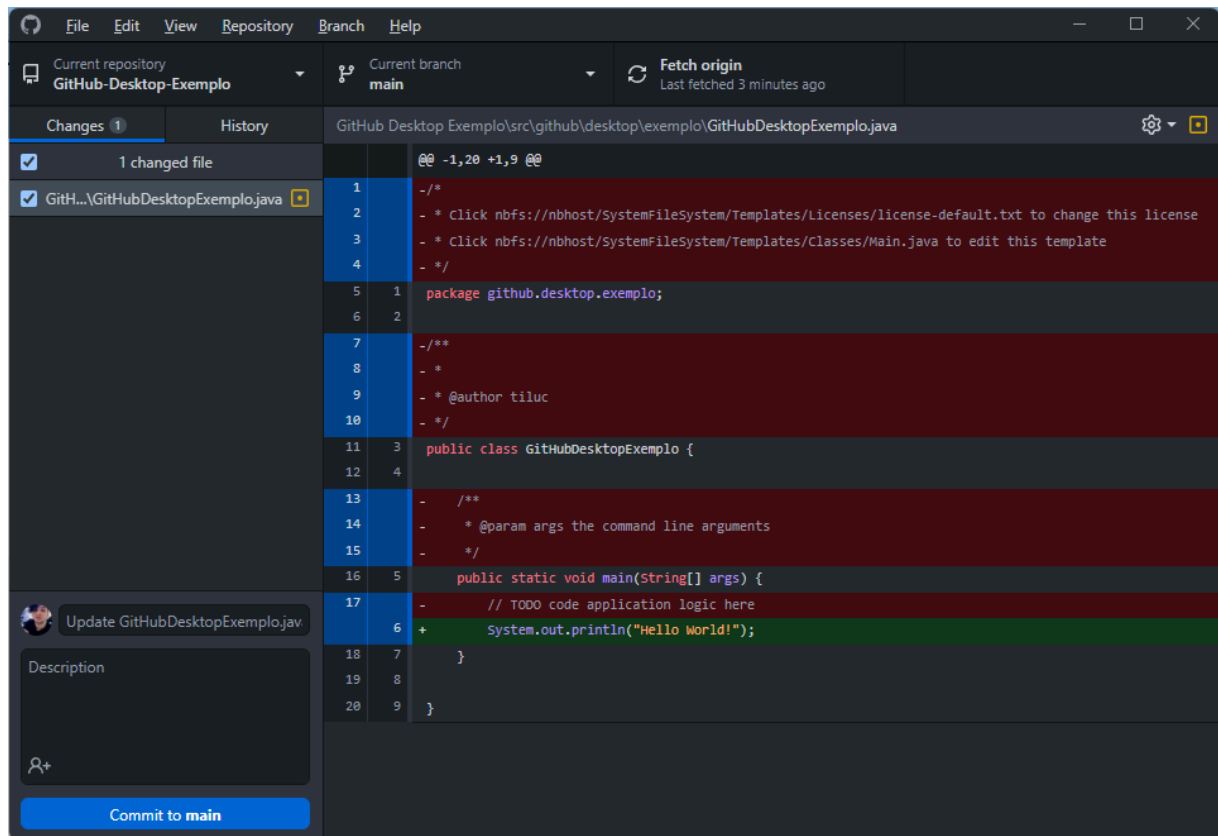 File Edit View Repository Branch Help
Current repository
GitHub-Desktop-Exemplo
Current branch
main
Fetch origin
Last fetched 3 minutes ago
Changes 1 History
GitHub Desktop Exemplo\src\github\desktop\exemplo\GitHubDesktopExemplo.java
1 changed file
GitH...\GitHubDesktopExemplo.java
@@ -1,20 +1,9 @@
1 -/*
2 - * Click nbfs://nbhost/SystemFileSystem/Templates/Licenses/license-default.txt to change this license
3 - * Click nbfs://nbhost/SystemFileSystem/Templates/Classes/Main.java to edit this template
4 - */
5 1 package github.desktop.exemplo;
6 2
7 -/**
8 - *
9 - * @author tiluc
10 - */
11 3 public class GitHubDesktopExemplo {
12 4
13 - /**
14 - * @param args the command line arguments
15 - */
16 5 public static void main(String[] args) {
17 - // TODO code application logic here
6 + System.out.println("Hello World!");
18 7 }
19 8
20 9 }
Update GitHubDesktopExemplo.jav
Description
Commit to main